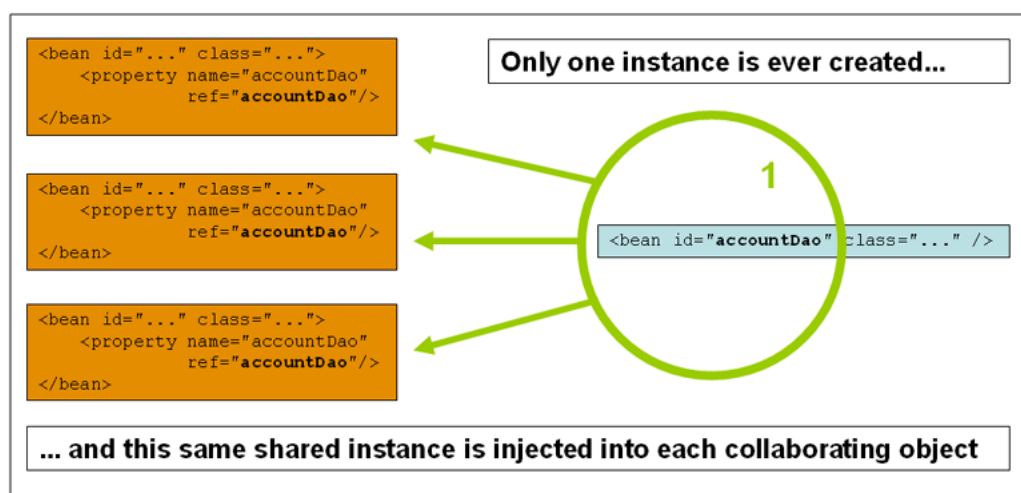 <bean id="..." class="...">
    <property name="accountDao"
              ref="accountDao"/>
</bean>
Only one instance is ever created...
1
<bean id="..." class="...">
    <property name="accountDao"
              ref="accountDao"/>
</bean>
<bean id="accountDao" class="..." />
<bean id="..." class="...">
    <property name="accountDao"
              ref="accountDao"/>
</bean>
... and this same shared instance is injected into each collaborating object